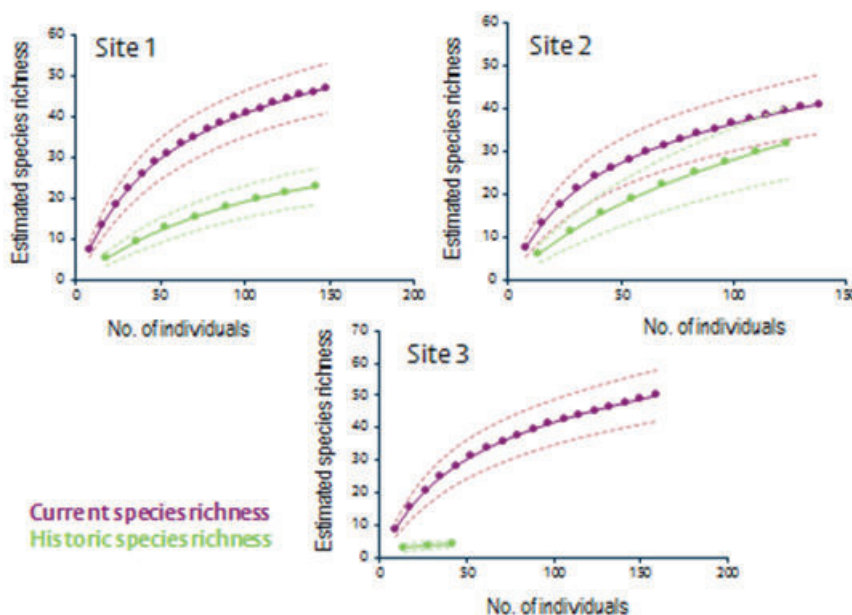 Site 1
Estimated species richness
60
50
40
30
20
10
0
0 50 100 150 200
No. of individuals
Site 2
Estimated species richness
60
50
40
30
20
10
0
0 50 100 150
No. of individuals
Site 3
Estimated species richness
70
60
50
40
30
20
10
0
0 50 100 150 200
No. of individuals
Current species richness
Historic species richness